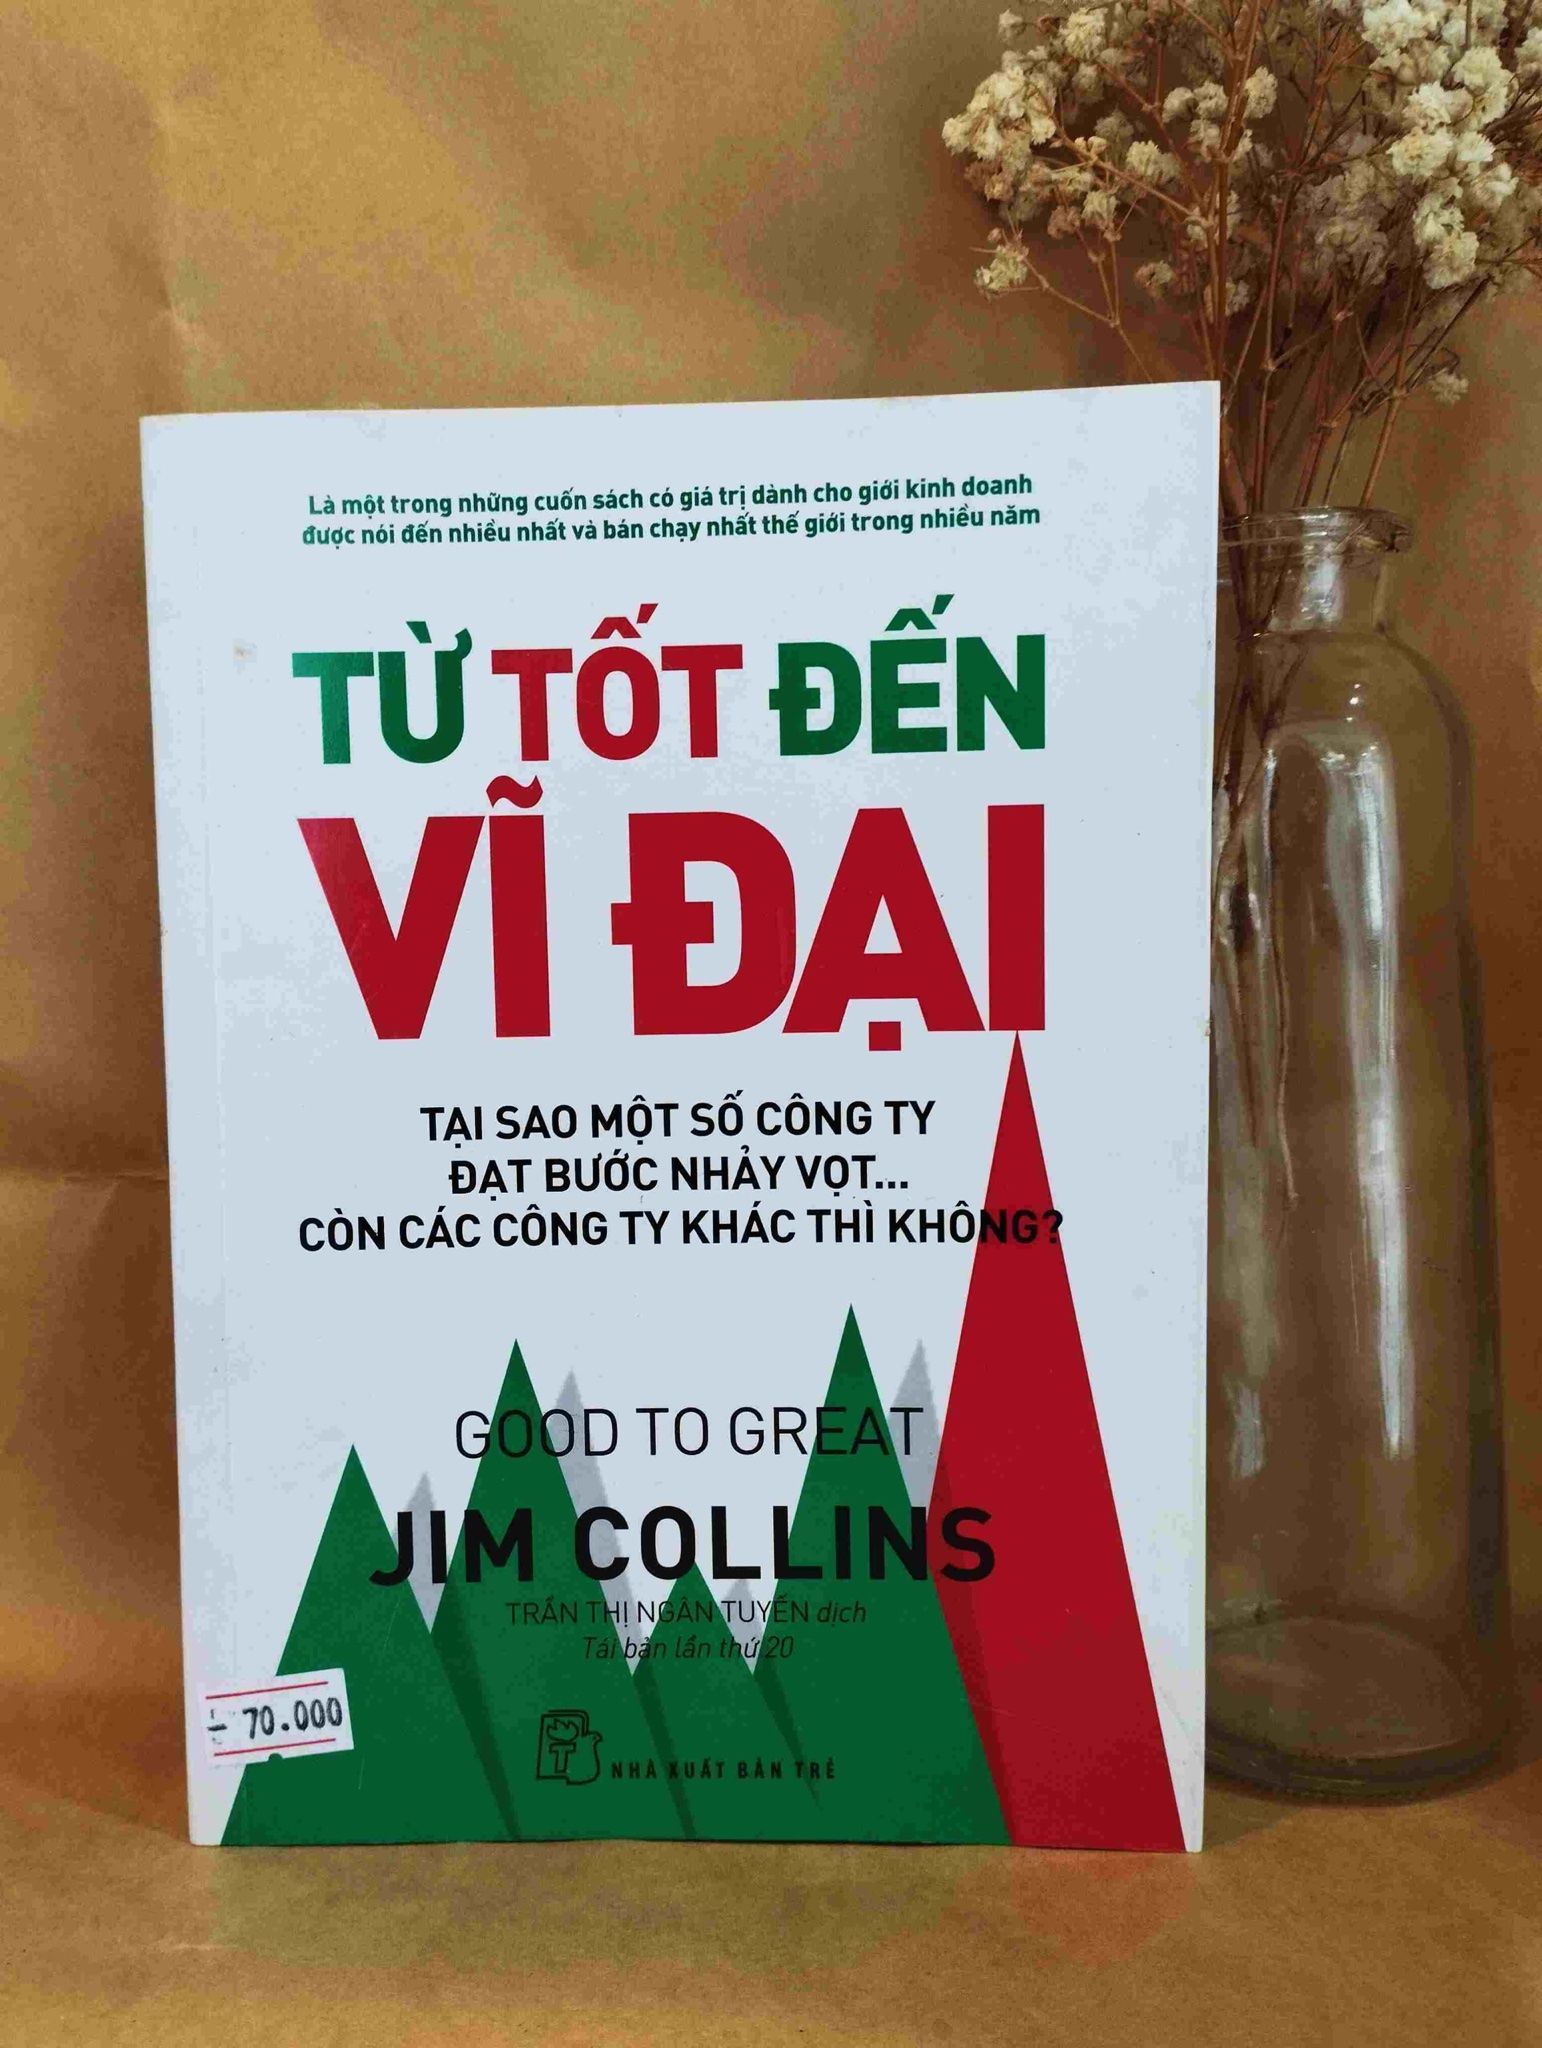 Là một trong những cuốn sách có giá trị dành cho giới kinh doanh
được nói đến nhiều nhất và bán chạy nhất thế giới trong nhiều năm
TỪ TỐT ĐẾN
VĨ ĐẠI
TẠI SAO MỘT SỐ CÔNG TY
ĐẠT BƯỚC NHẢY VỌT...
CÒN CÁC CÔNG TY KHÁC THÌ KHÔNG?
GOOD TO GREAT
JIM COLLINS
TRẦN THỊ NGÂN TUYẾN dịch
Tái bản lần thứ 20
70.000
NHÀ XUẤT BẢN TRẺ